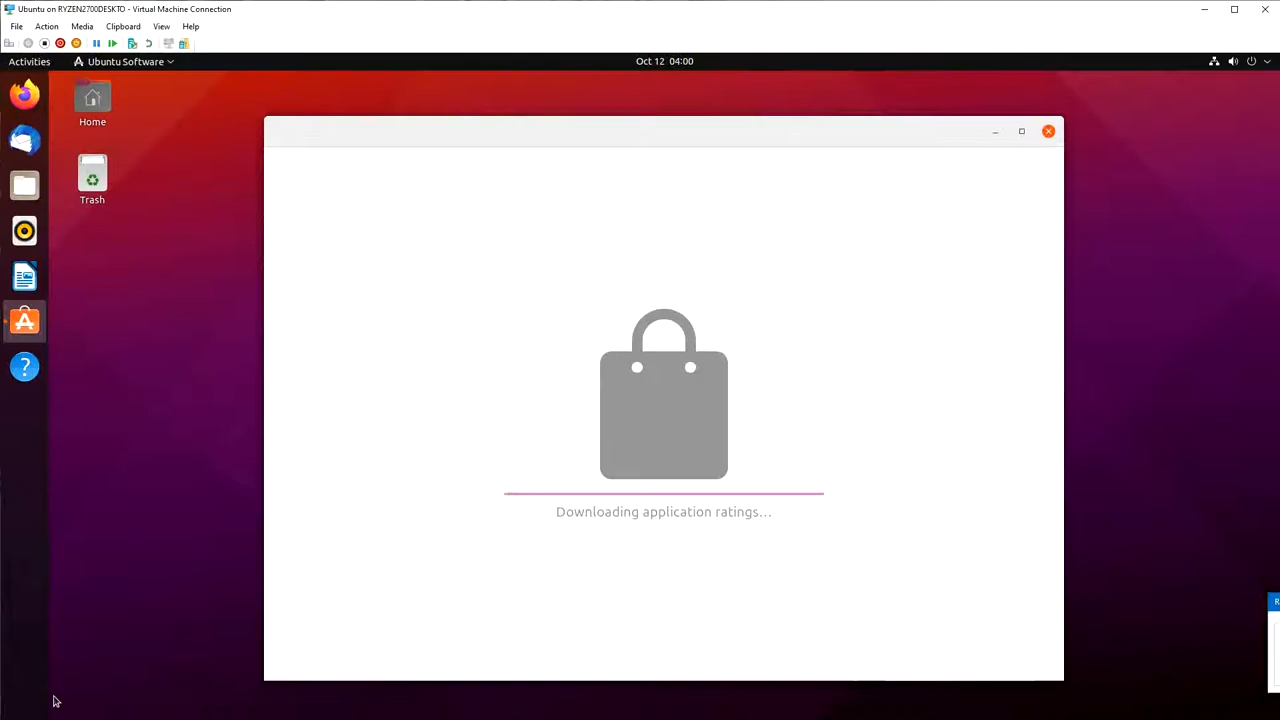 Ubuntu on RYZEN2700DESKTO - Virtual Machine Connection
File Action Media Clipboard View Help
Activities Ubuntu Software Oct 12 04:00
Home
Trash
Downloading application ratings...
?
R